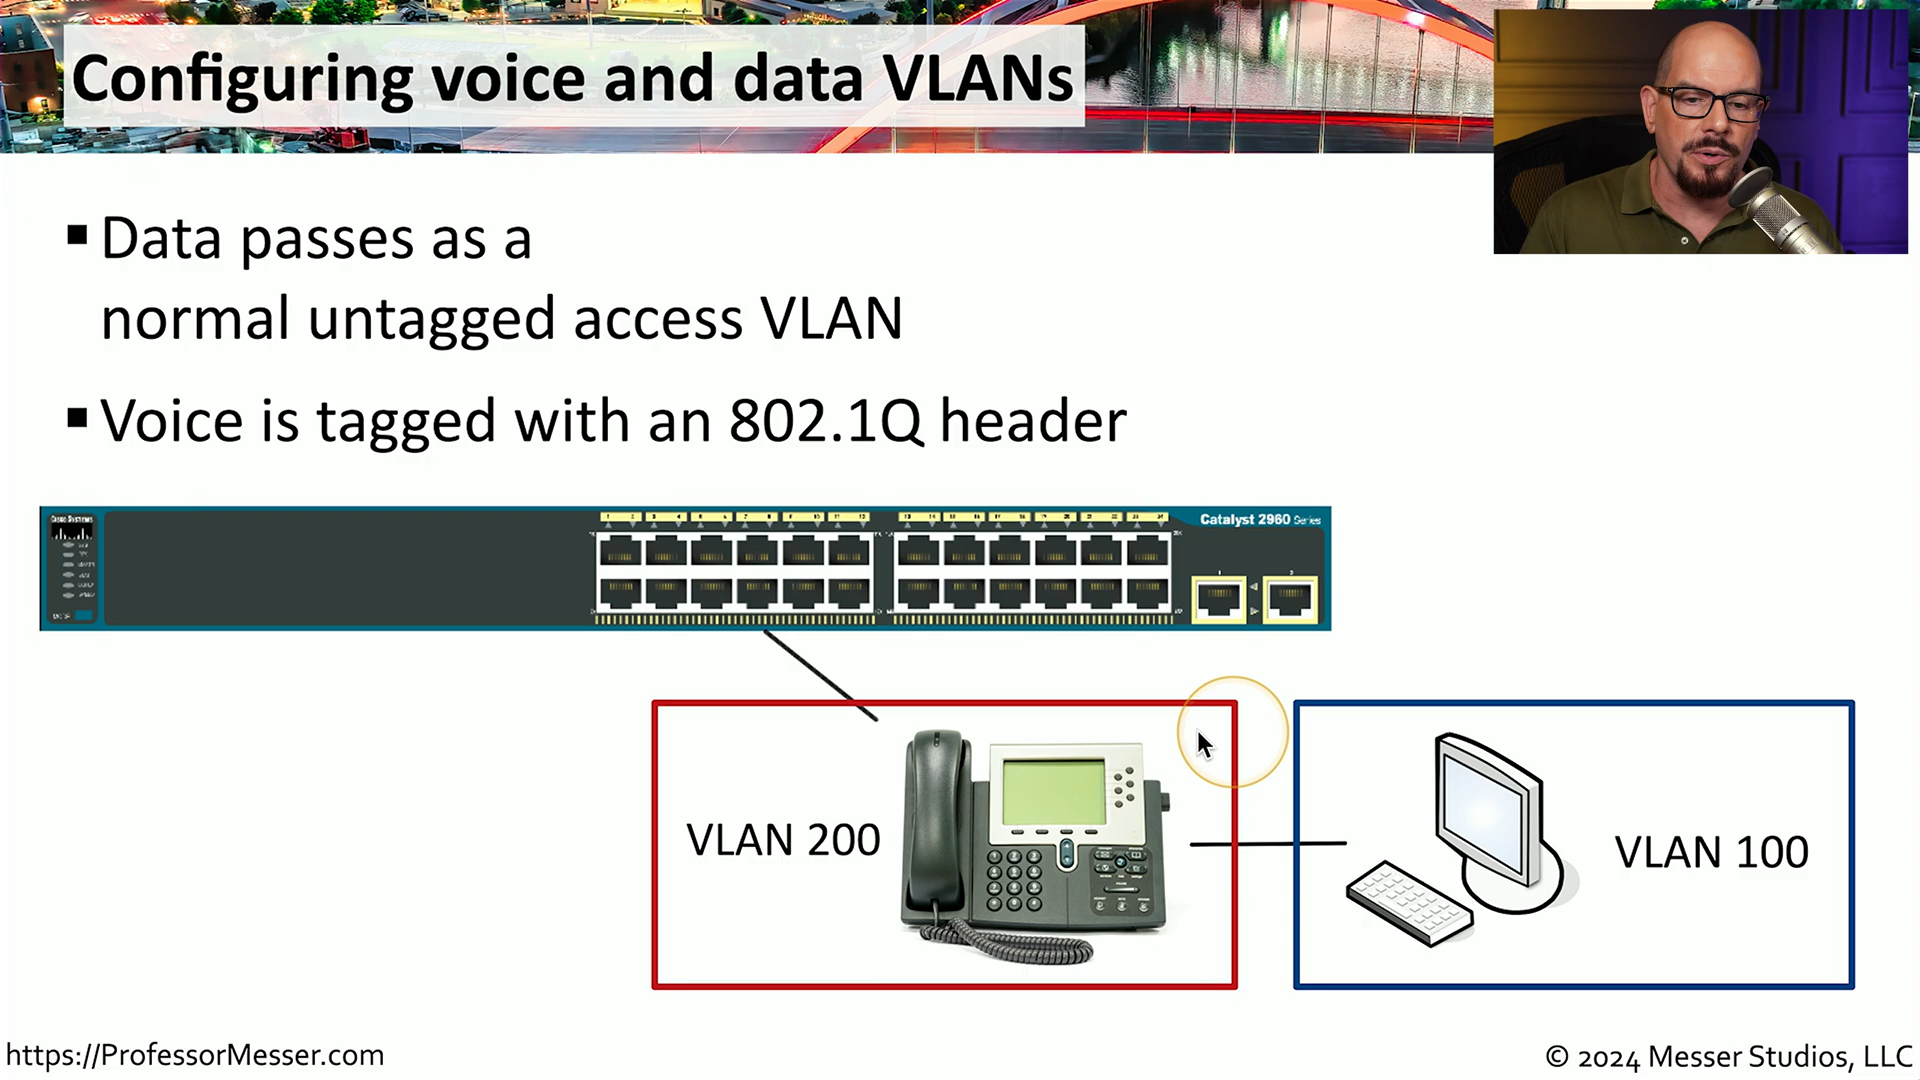 Configuring voice and data VLANs
Data passes as a
normal untagged access VLAN
Voice is tagged with an 802.1Q header
Catalyst 2960 Series
VLAN 200
VLAN 100
https://ProfessorMesser.com
© 2024 Messer Studios, LLC